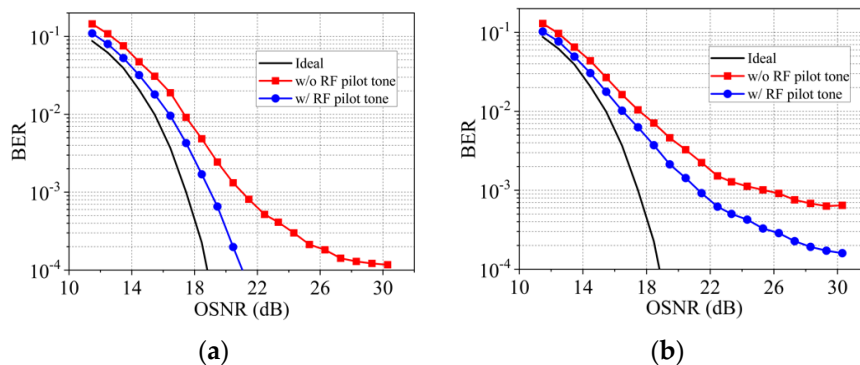 10⁻¹
10⁻²
10⁻³
10⁻⁴
BER
Ideal
w/o RF pilot tone
w/ RF pilot tone
10 14 18 22 26 30
OSNR (dB)
(a)
10⁻¹
10⁻²
10⁻³
10⁻⁴
BER
Ideal
w/o RF pilot tone
w/ RF pilot tone
10 14 18 22 26 30
OSNR (dB)
(b)